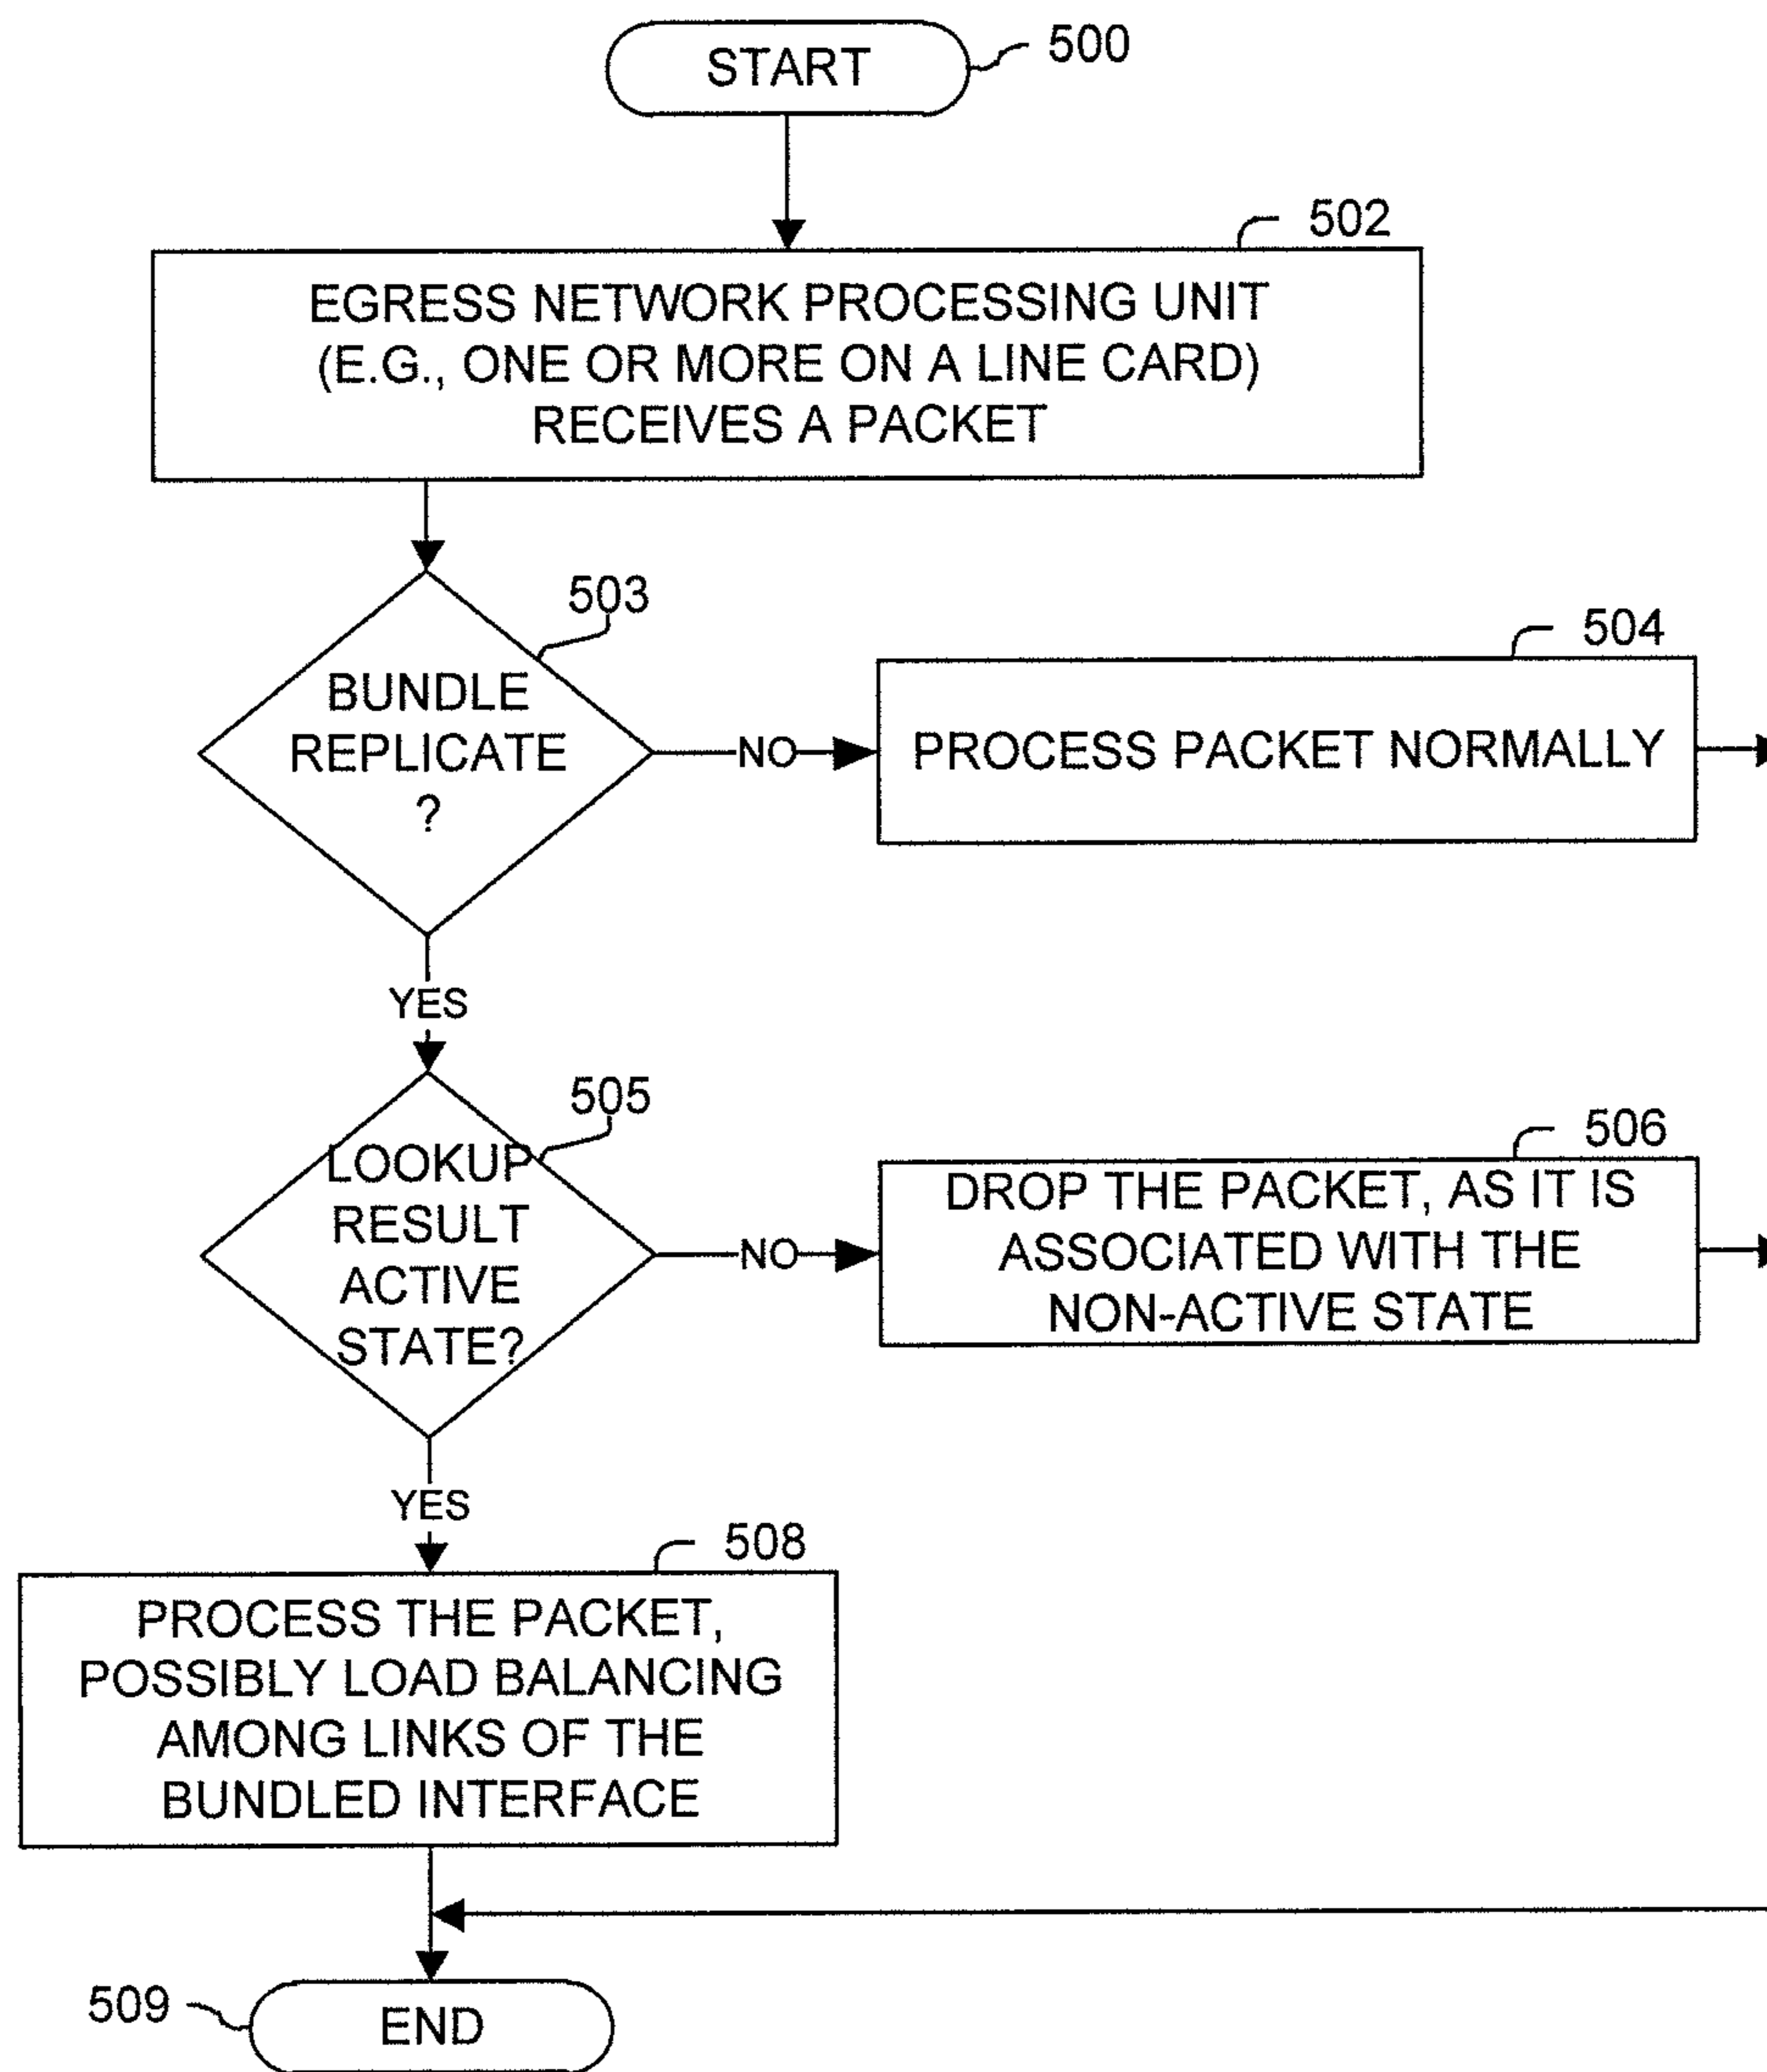 START
500
502
EGRESS NETWORK PROCESSING UNIT
(E.G., ONE OR MORE ON A LINE CARD)
RECEIVES A PACKET
503
BUNDLE
REPLICATE
?
NO
504
PROCESS PACKET NORMALLY
YES
505
LOOKUP
RESULT
ACTIVE
STATE?
NO
506
DROP THE PACKET, AS IT IS
ASSOCIATED WITH THE
NON-ACTIVE STATE
YES
508
PROCESS THE PACKET,
POSSIBLY LOAD BALANCING
AMONG LINKS OF THE
BUNDLED INTERFACE
509
END